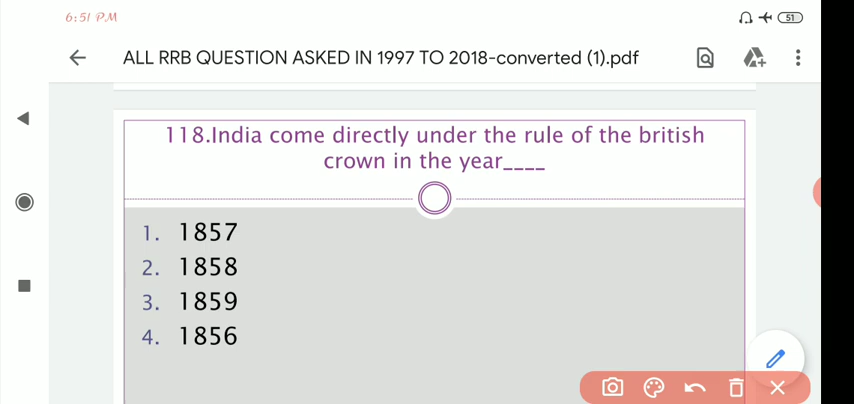 6:51 PM
51
ALL RRB QUESTION ASKED IN 1997 TO 2018-converted (1).pdf
118.India come directly under the rule of the british
crown in the year____
1. 1857
2. 1858
3. 1859
4. 1856